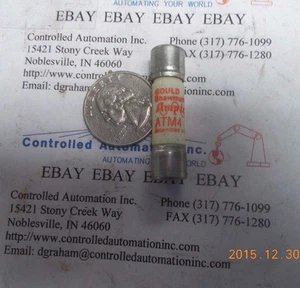 AUTOMATING YOUR WORLD
EBAY EBAY EBAY EBAY
Controlled Automation Inc. Phone (317) 776-1099
15421 Stony Creek Way FAX (317) 776-1280
Noblesville, IN 46060
http://www.controlledautomationinc.com
Email: dgraham@
GOULD
Shawmut
Amp
ATM4
Controlled Automation Inc.
AUTOMATING WORLD
EBAY EBAY EBAY EBAY
Controlled Automation Inc. Phone (317) 776-1099
15421 Stony Creek Way FAX (317) 776-1280
Noblesville, IN 46060
http://www.controlledautomationinc.com
Email: dgraham@controlledautomationinc.com
2015.12.30